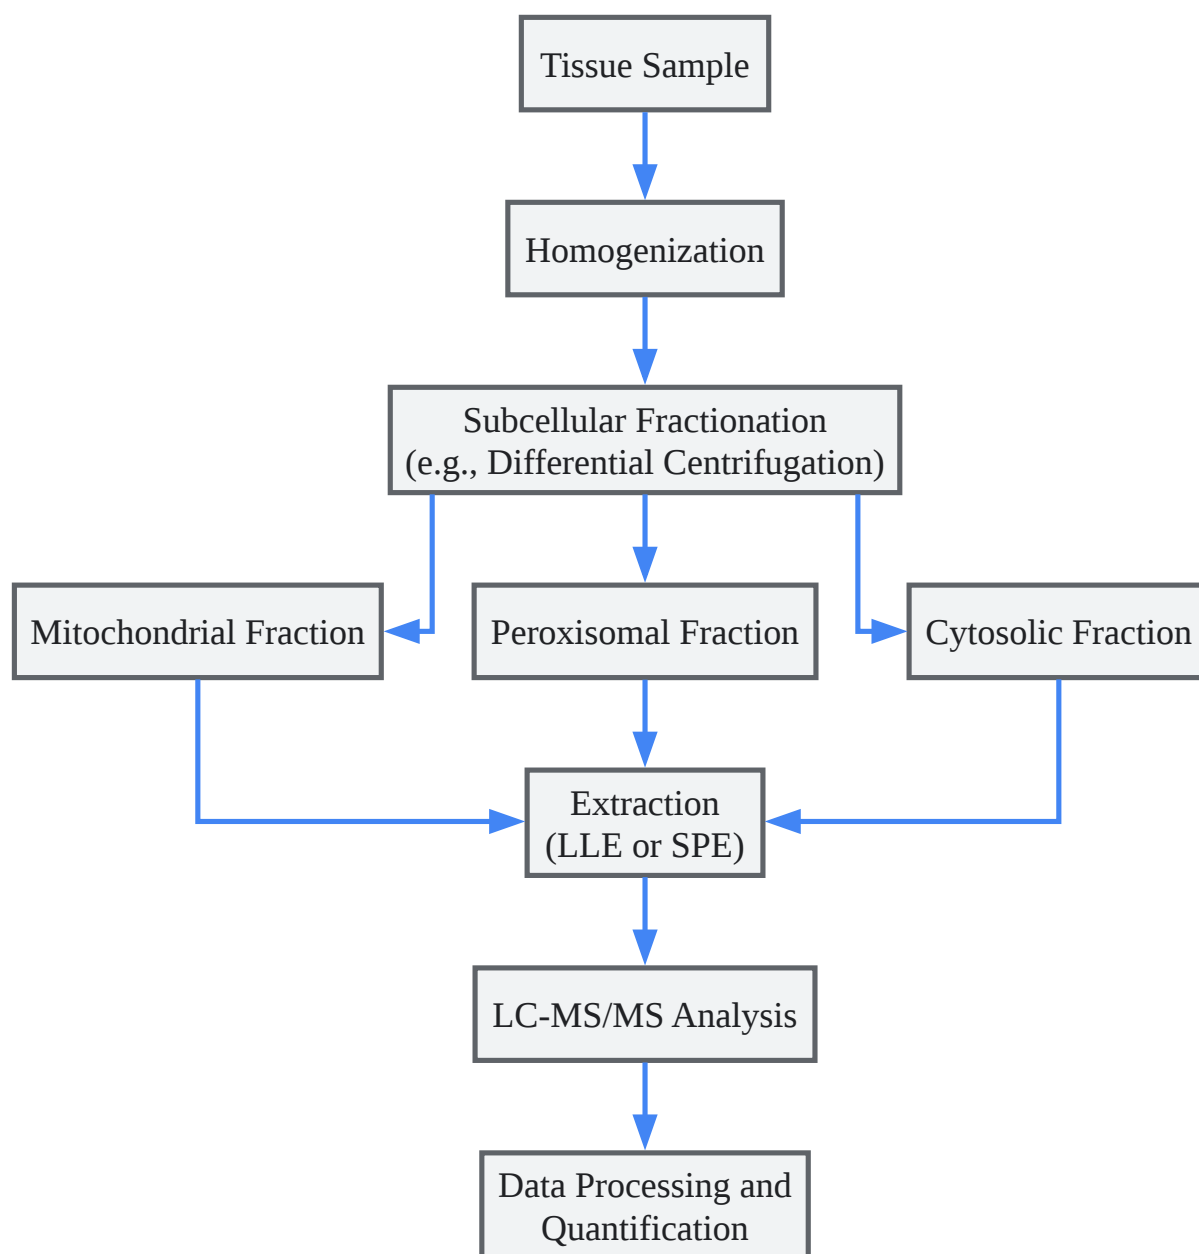 Tissue Sample
Homogenization
Subcellular Fractionation
(e.g., Differential Centrifugation)
Mitochondrial Fraction
Peroxisomal Fraction
Cytosolic Fraction
Extraction
(LLE or SPE)
LC-MS/MS Analysis
Data Processing and
Quantification